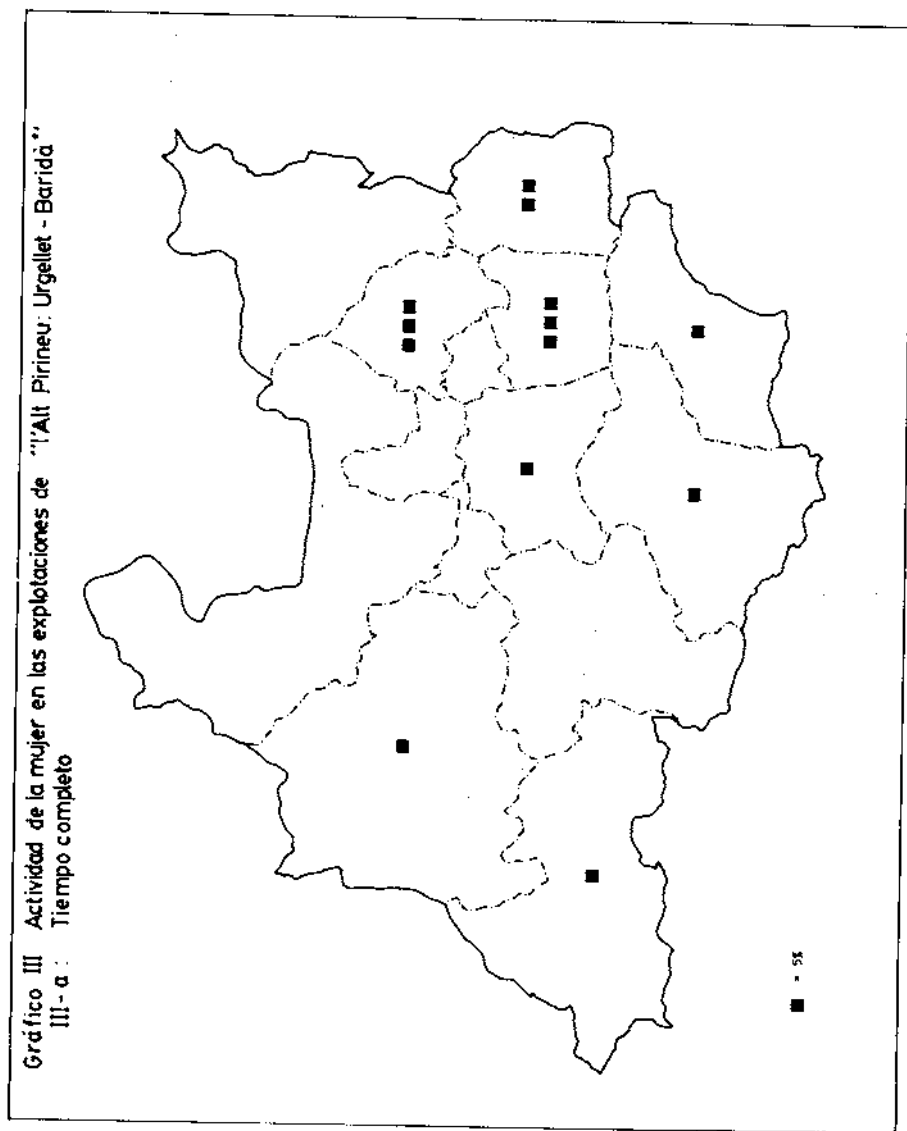 Gráfico III Actividad de la mujer en las explotaciones de "l'Alt Pirineu: Urgellet - Baridà"
III-a : Tiempo completo
■ = 5%